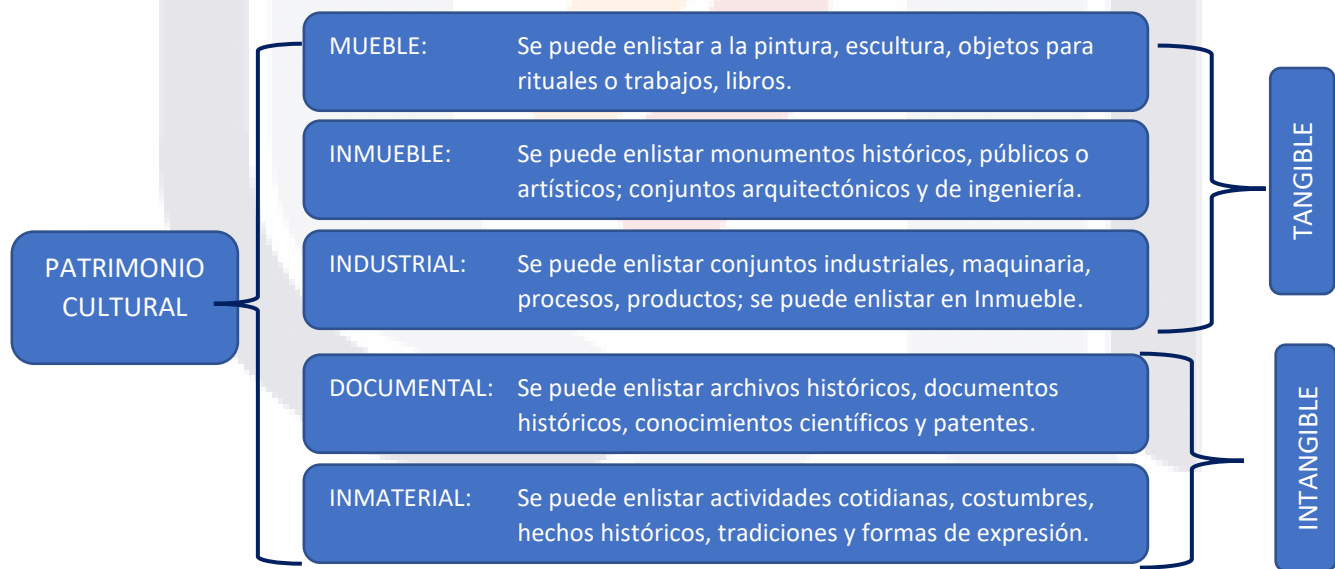 PATRIMONIO
CULTURAL
MUEBLE: Se puede enlistar a la pintura, escultura, objetos para
rituales o trabajos, libros.
INMUEBLE: Se puede enlistar monumentos históricos, públicos o
artísticos; conjuntos arquitectónicos y de ingeniería.
INDUSTRIAL: Se puede enlistar conjuntos industriales, maquinaria,
procesos, productos; se puede enlistar en Inmueble.
DOCUMENTAL: Se puede enlistar archivos históricos, documentos
históricos, conocimientos científicos y patentes.
INMATERIAL: Se puede enlistar actividades cotidianas, costumbres,
hechos históricos, tradiciones y formas de expresión.
TANGIBLE
INTANGIBLE